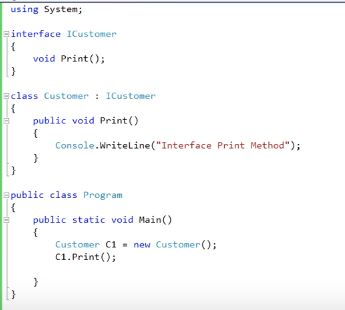 using System;
interface ICustomer
{
void Print();
}
class Customer : ICustomer
{
public void Print()
{
Console.WriteLine("Interface Print Method");
}
}
public class Program
{
public static void Main()
{
Customer C1 = new Customer();
C1.Print();
}
}